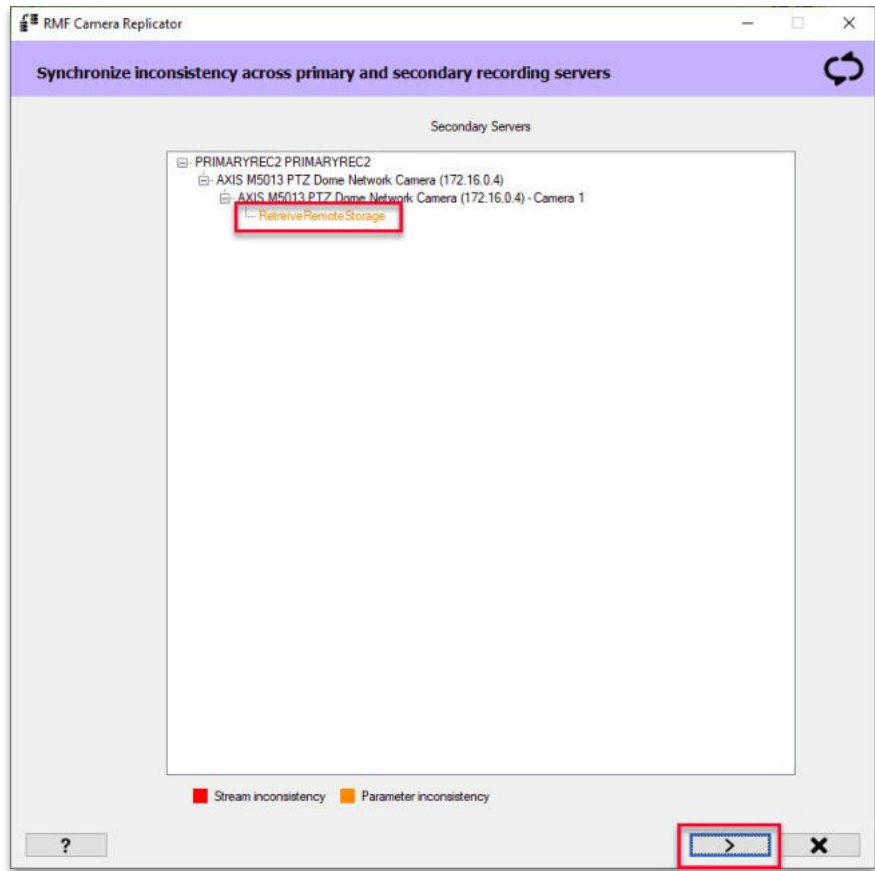 RMF Camera Replicator
Synchronize inconsistency across primary and secondary recording servers
Secondary Servers
PRIMARYREC2 PRIMARYREC2
AXIS M5013 PTZ Dome Network Camera (172.16.0.4)
AXIS M5013 PTZ Dome Network Camera (172.16.0.4) - Camera 1
RetreiveRemoteStorage
Stream inconsistency Parameter inconsistency
? >